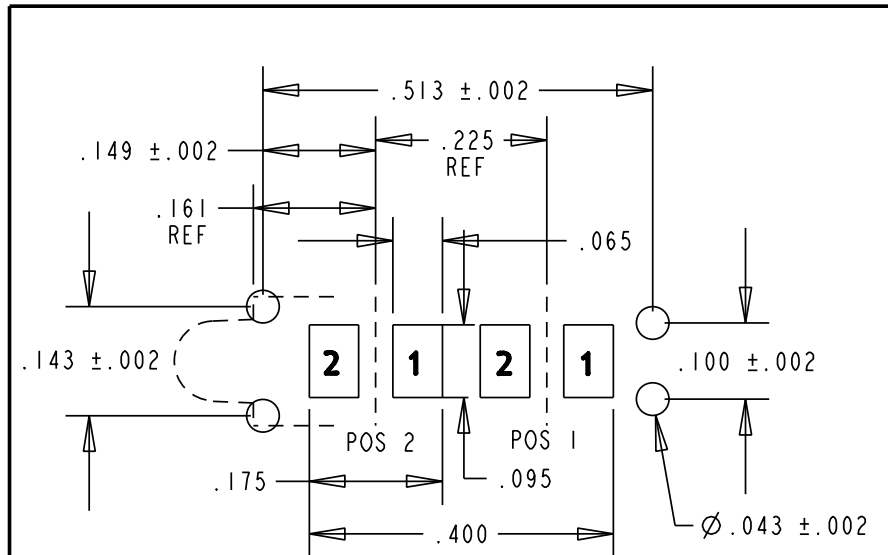 .513 ±.002
.149 ±.002
.225
REF
.161
REF
.065
.143 ±.002
2
1
2
1
.100 ±.002
POS 2
POS 1
.175
.095
.400
Ø .043 ±.002